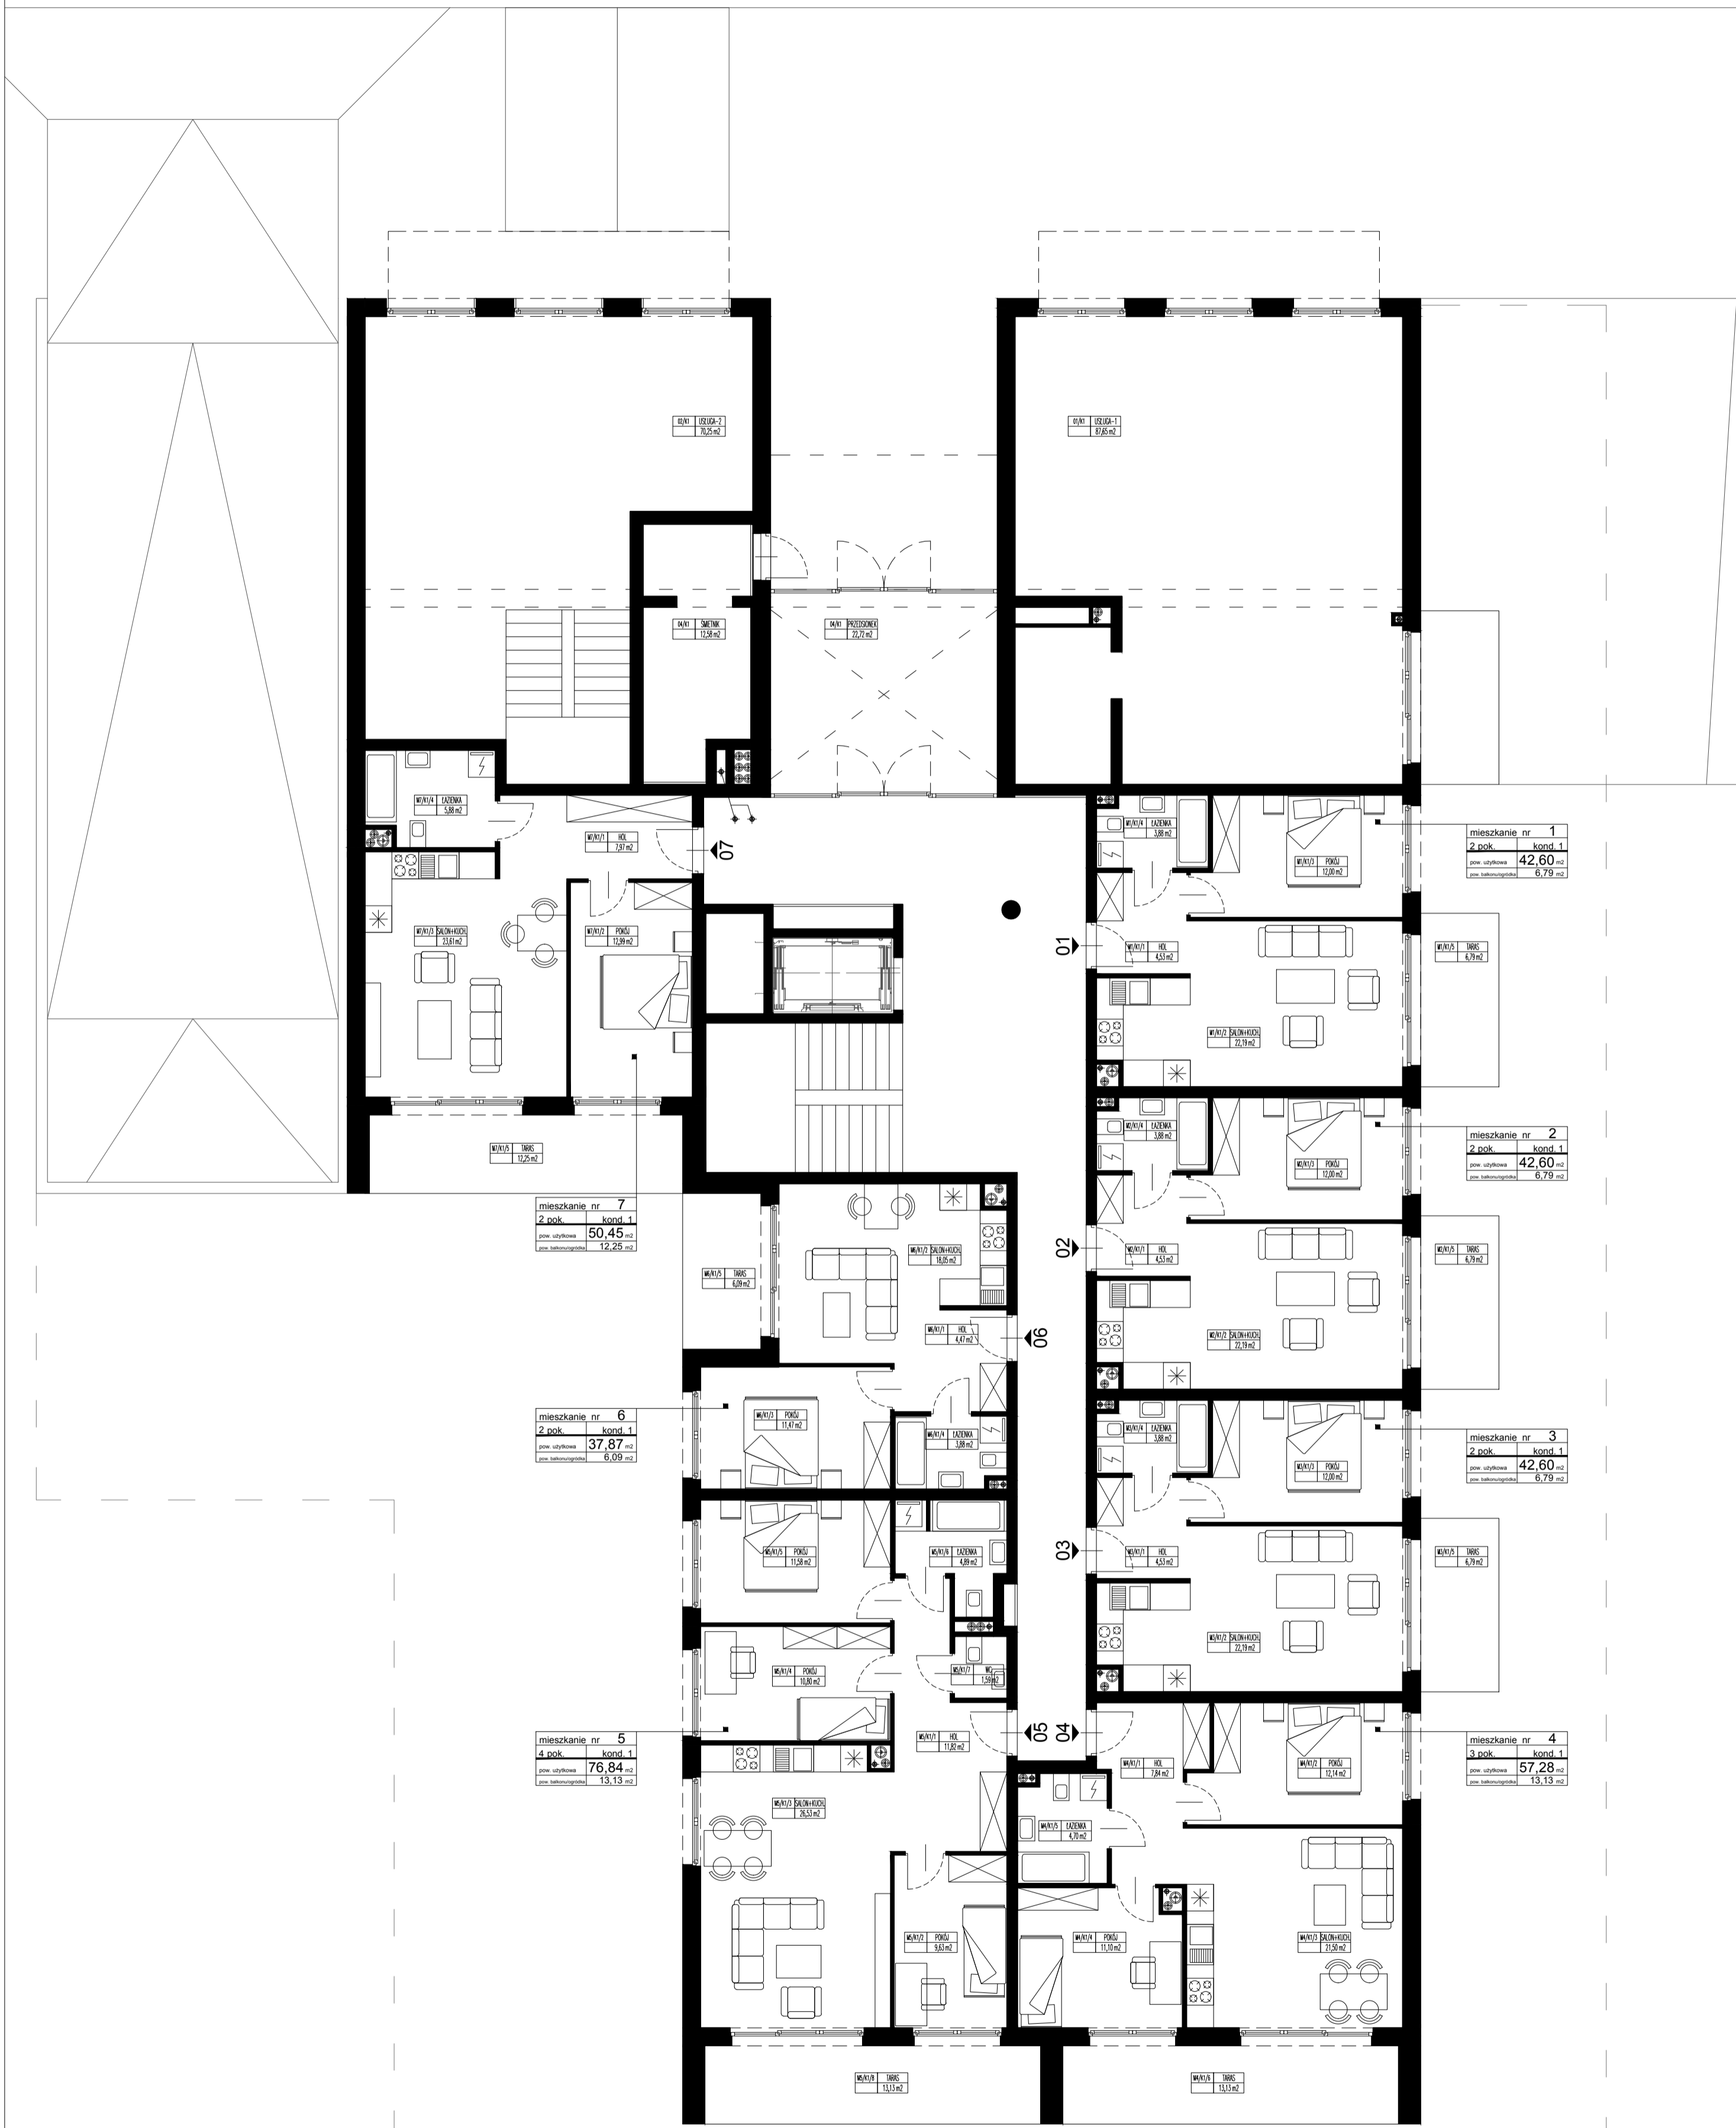 02/K1 USŁUGA-2
70,25 m2
01/K1 USŁUGA-1
87,65 m2
04/K1 ŚMIETNIK
12,58 m2
04/K1 PRZEDSIONEK
22,72 m2
M7/K1/4 ŁAZIENKA
5,88 m2
M7/K1/1 HOL
7,97 m2
07
M7/K1/3 SALON+KUCH.
23,61 m2
M7/K1/2 POKÓJ
12,99 m2
M7/K1/5 TARAS
12,25 m2
mieszkanie nr 7
2 pok. kond. 1
pow. użytkowa 50,45 m2
pow. balkonu/ogródka 12,25 m2
M1/K1/4 ŁAZIENKA
3,88 m2
M1/K1/3 POKÓJ
12,00 m2
mieszkanie nr 1
2 pok. kond. 1
pow. użytkowa 42,60 m2
pow. balkonu/ogródka 6,79 m2
01
M1/K1/1 HOL
4,53 m2
M1/K1/5 TARAS
6,79 m2
M1/K1/2 SALON+KUCH.
22,19 m2
M2/K1/4 ŁAZIENKA
3,88 m2
M2/K1/3 POKÓJ
12,00 m2
mieszkanie nr 2
2 pok. kond. 1
pow. użytkowa 42,60 m2
pow. balkonu/ogródka 6,79 m2
02
M2/K1/1 HOL
4,53 m2
M2/K1/5 TARAS
6,79 m2
M2/K1/2 SALON+KUCH.
22,19 m2
M6/K1/2 SALON+KUCH.
18,05 m2
M6/K1/5 TARAS
6,09 m2
M6/K1/1 HOL
4,47 m2
06
mieszkanie nr 6
2 pok. kond. 1
pow. użytkowa 37,87 m2
pow. balkonu/ogródka 6,09 m2
M6/K1/3 POKÓJ
11,47 m2
M6/K1/4 ŁAZIENKA
3,88 m2
M3/K1/4 ŁAZIENKA
3,88 m2
M3/K1/3 POKÓJ
12,00 m2
mieszkanie nr 3
2 pok. kond. 1
pow. użytkowa 42,60 m2
pow. balkonu/ogródka 6,79 m2
03
M3/K1/1 HOL
4,53 m2
M3/K1/5 TARAS
6,79 m2
M3/K1/2 SALON+KUCH.
22,19 m2
M5/K1/5 POKÓJ
11,58 m2
M5/K1/6 ŁAZIENKA
4,89 m2
M5/K1/4 POKÓJ
10,80 m2
M5/K1/7 WC
1,59 m2
mieszkanie nr 5
4 pok. kond. 1
pow. użytkowa 76,84 m2
pow. balkonu/ogródka 13,13 m2
M5/K1/1 HOL
11,82 m2
05
04
M5/K1/3 SALON+KUCH.
26,53 m2
M5/K1/2 POKÓJ
9,63 m2
M5/K1/8 TARAS
13,13 m2
M4/K1/1 HOL
7,84 m2
M4/K1/2 POKÓJ
12,14 m2
mieszkanie nr 4
3 pok. kond. 1
pow. użytkowa 57,28 m2
pow. balkonu/ogródka 13,13 m2
M4/K1/5 ŁAZIENKA
4,70 m2
M4/K1/4 POKÓJ
11,10 m2
M4/K1/3 SALON+KUCH.
21,50 m2
M4/K1/6 TARAS
13,13 m2